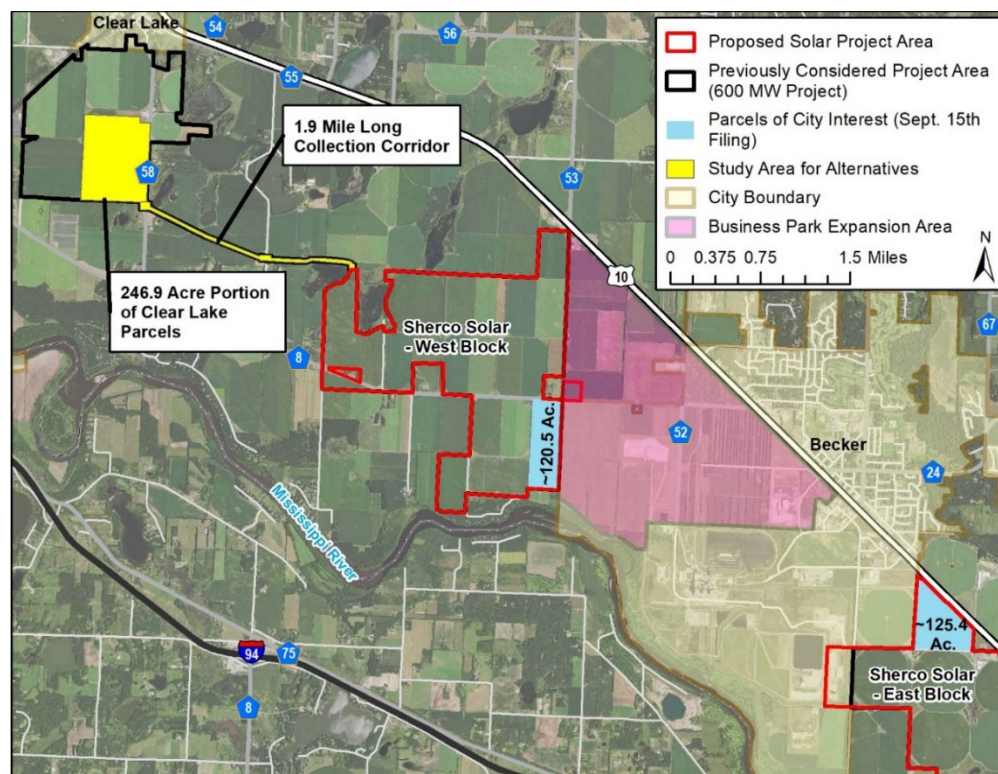 Clear Lake
54
56
55
1.9 Mile Long
Collection Corridor
58
53
246.9 Acre Portion
of Clear Lake
Parcels
10
8
Sherco Solar
- West Block
~120.5 Ac.
52
Becker
67
24
Mississippi River
~125.4
Ac.
Sherco Solar
- East Block
94
75
8
Proposed Solar Project Area
Previously Considered Project Area
(600 MW Project)
Parcels of City Interest (Sept. 15th
Filing)
Study Area for Alternatives
City Boundary
Business Park Expansion Area
N
0 0.375 0.75 1.5 Miles